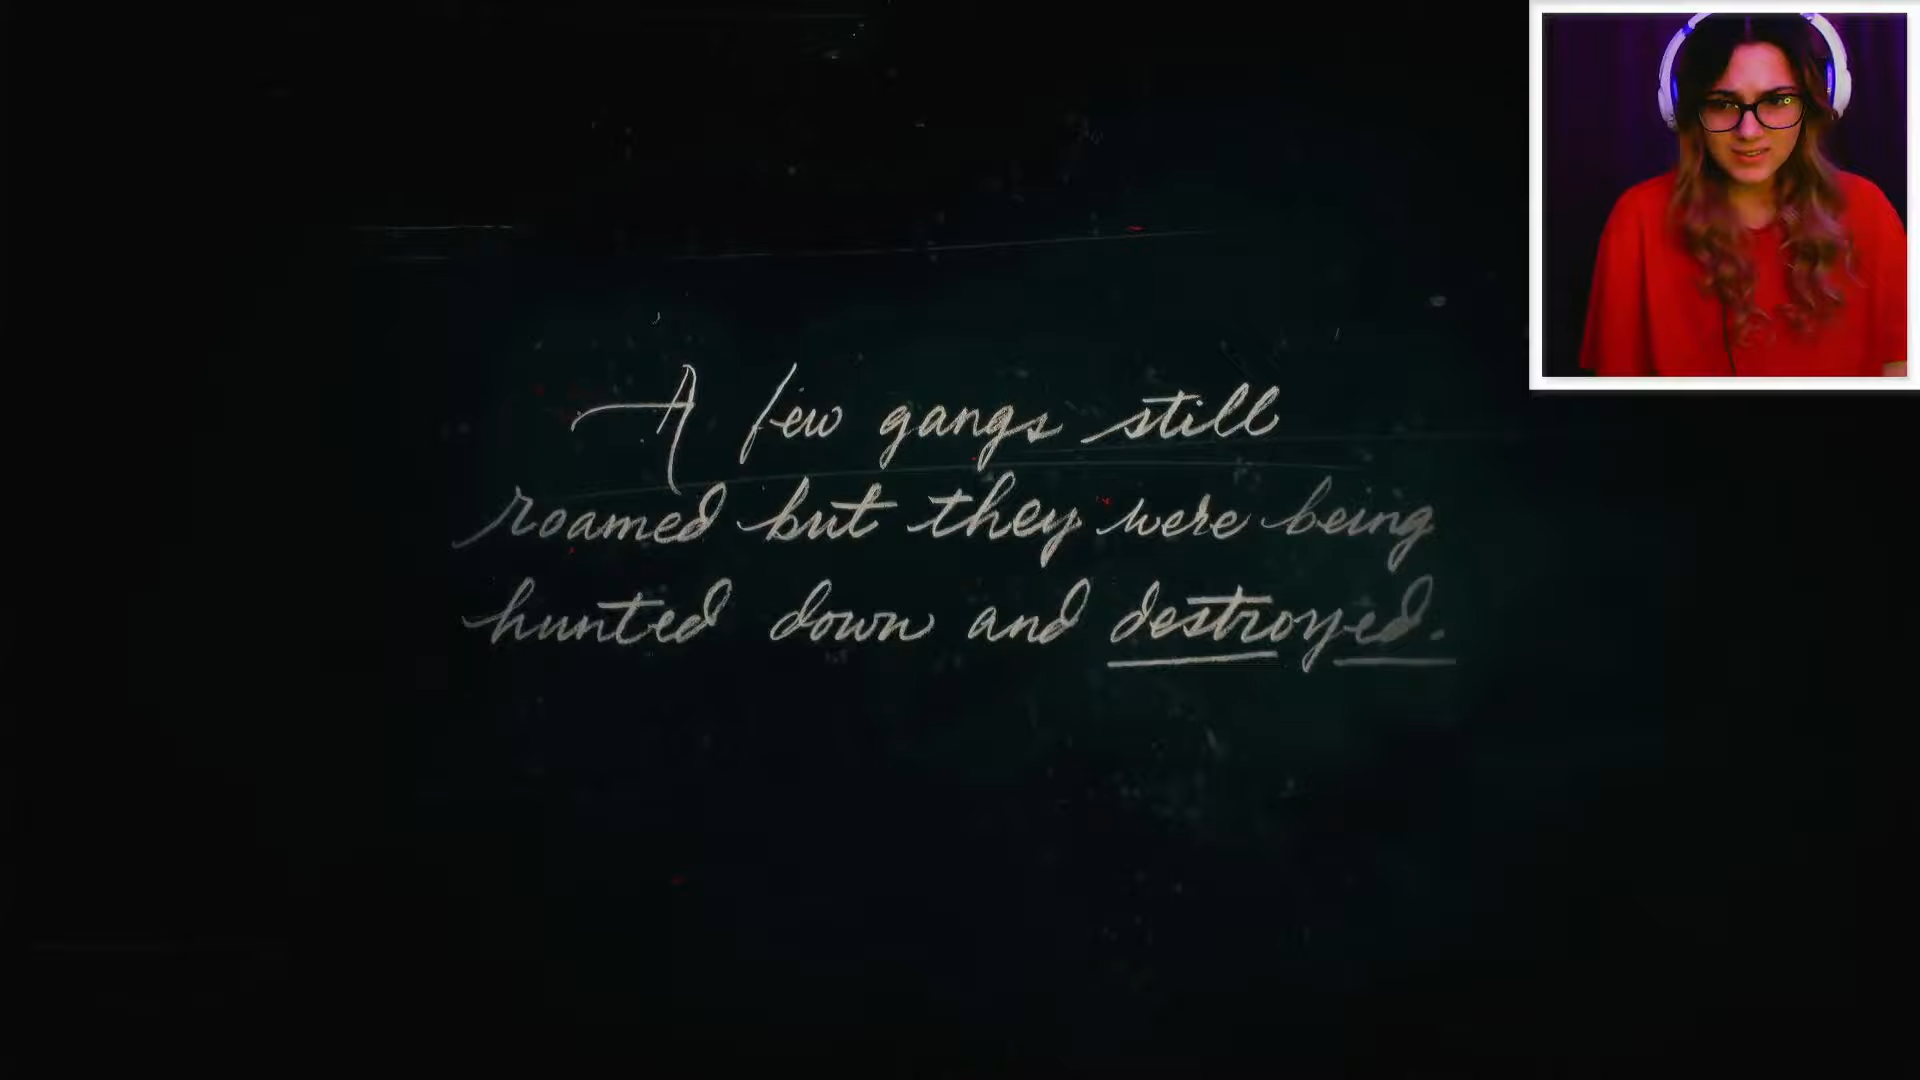 A few gangs still
roamed but they were being
hunted down and destroyed.